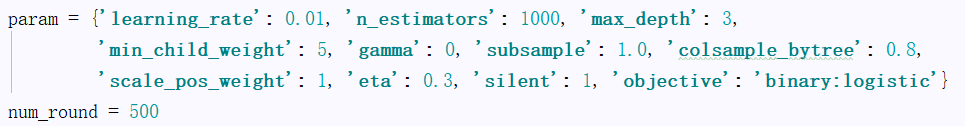 param = {'learning_rate': 0.01, 'n_estimators': 1000, 'max_depth': 3,
'min_child_weight': 5, 'gamma': 0, 'subsample': 1.0, 'colsample_bytree': 0.8,
'scale_pos_weight': 1, 'eta': 0.3, 'silent': 1, 'objective': 'binary:logistic'}
num_round = 500